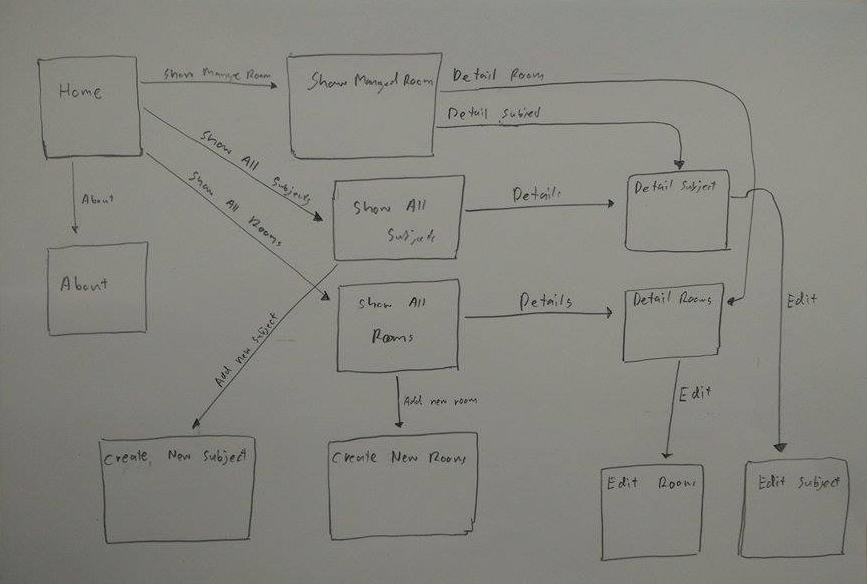 Home
Show Manage Room
Show Manged Room
Detail Room
Detail Subject
Show All Subjects
Show All Rooms
About
About
Show All
Subjects
Details
Detail Subject
Show All
Rooms
Details
Detail Rooms
Edit
Edit
Add new subject
Add new room
Create New Subject
Create New Rooms
Edit Rooms
Edit Subject